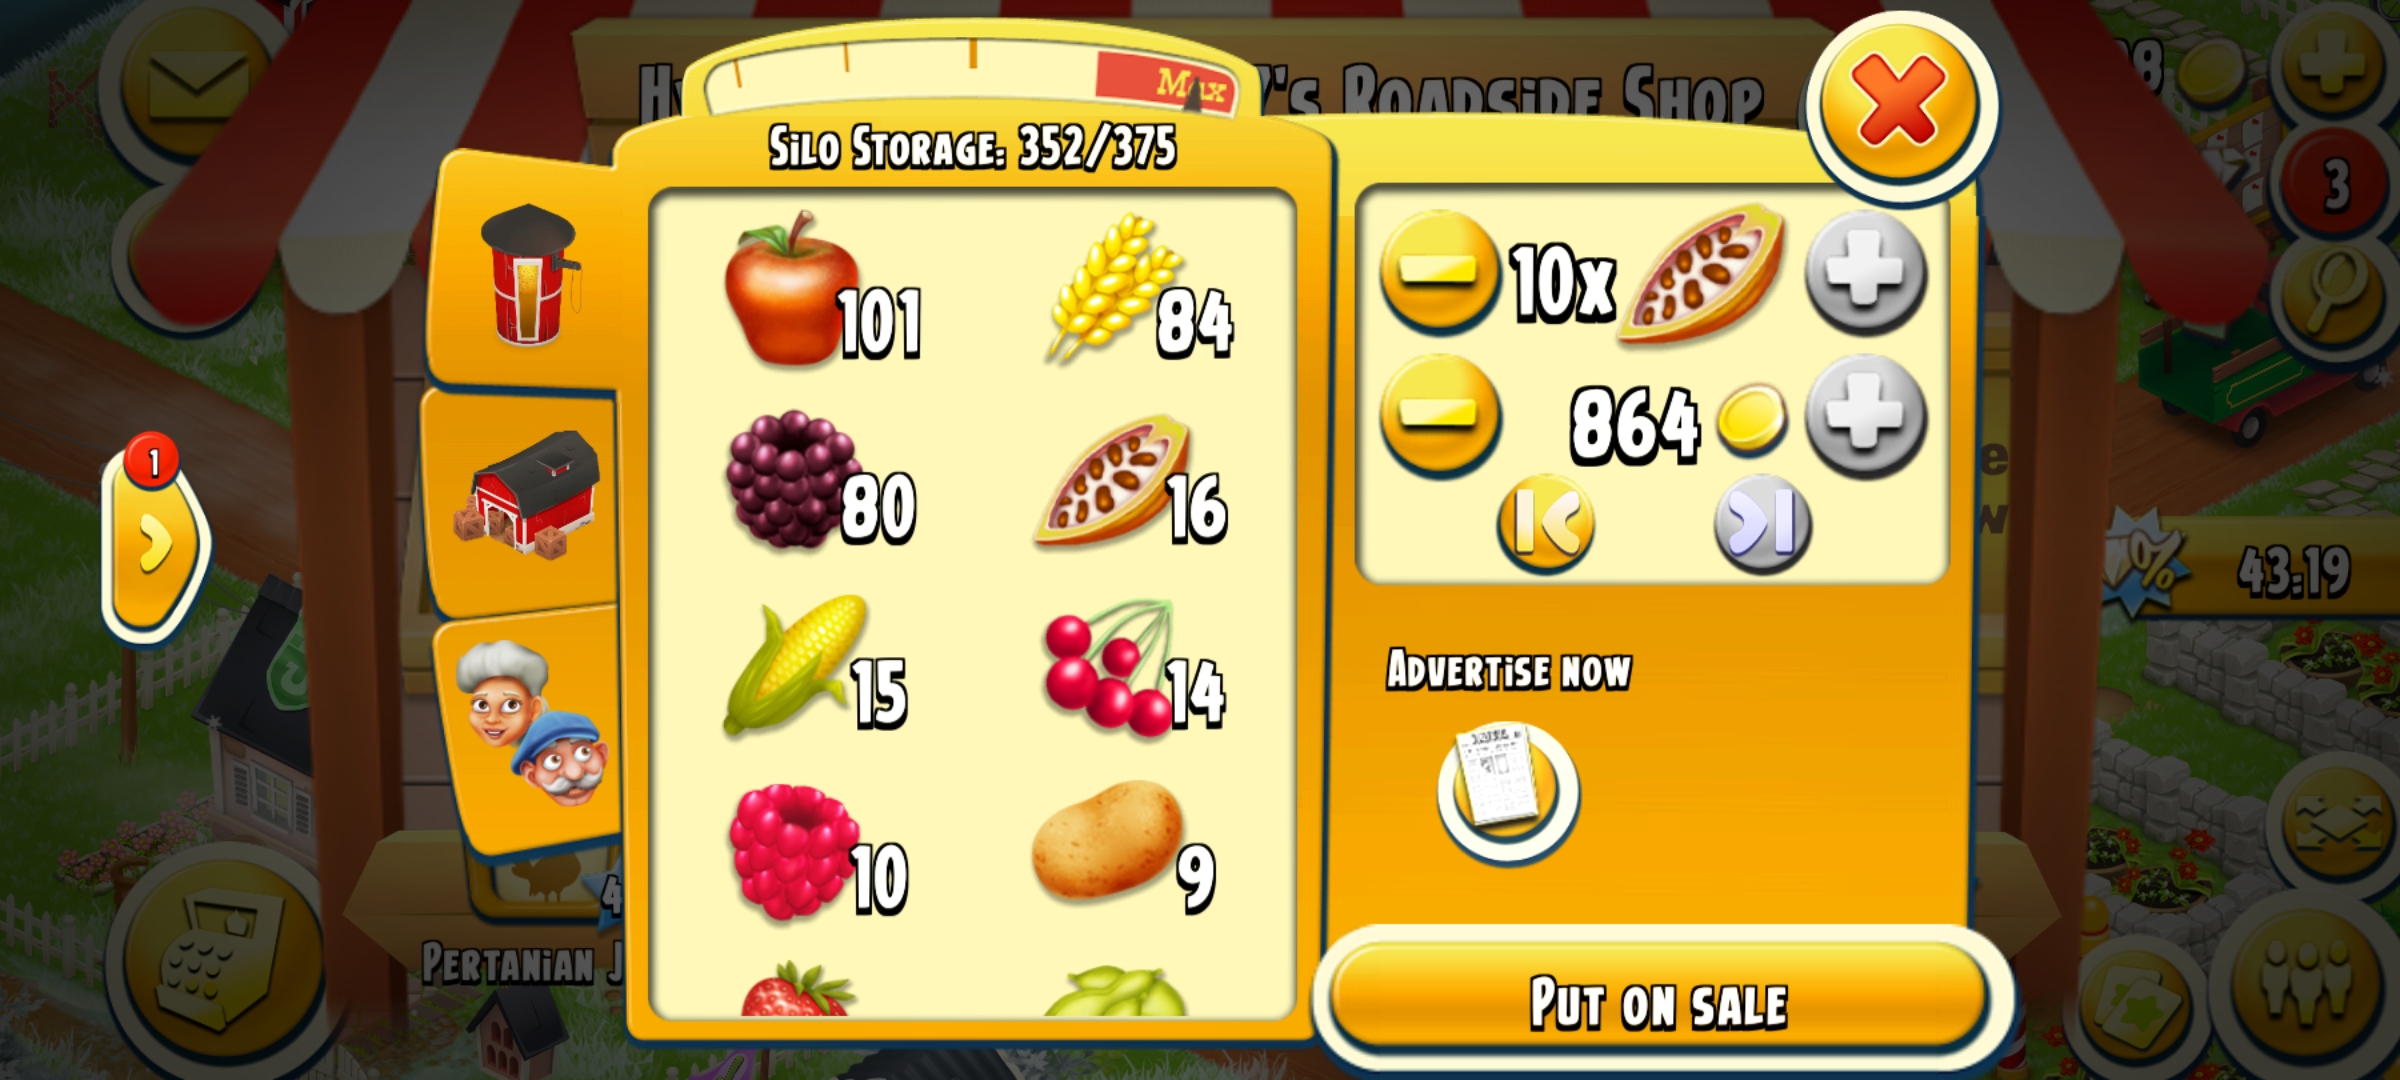 's Roadside Shop
Max
Silo Storage: 352/375
101
84
80
16
15
14
10
9
10x
864
Advertise now
Put on sale
1
3
43:19
Pertanian